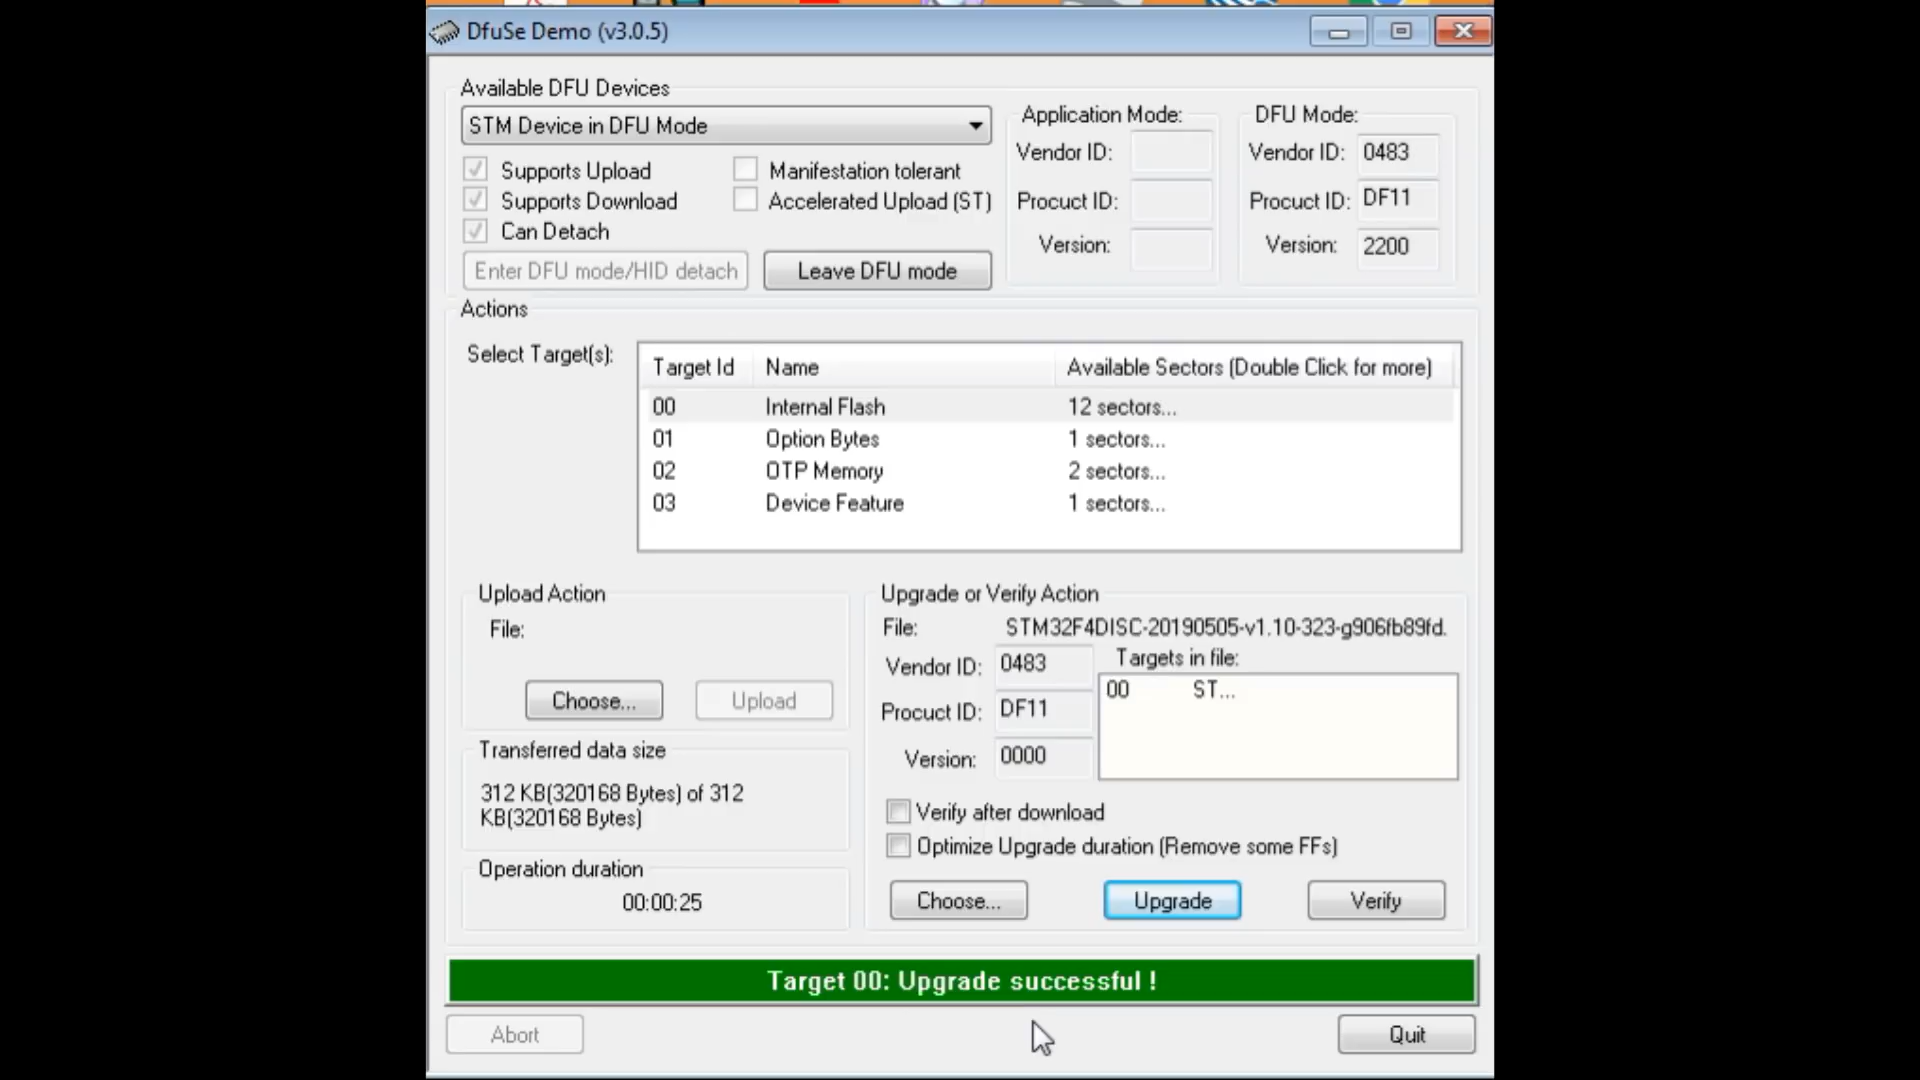 DfuSe Demo (v3.0.5)
Available DFU Devices
STM Device in DFU Mode
Supports Upload
Manifestation tolerant
Supports Download
Accelerated Upload (ST)
Can Detach
Enter DFU mode/HID detach
Leave DFU mode
Application Mode:
Vendor ID:
Procuct ID:
Version:
DFU Mode:
Vendor ID: 0483
Procuct ID: DF11
Version: 2200
Actions
Select Target(s):
Target Id Name Available Sectors (Double Click for more)
00 Internal Flash 12 sectors...
01 Option Bytes 1 sectors...
02 OTP Memory 2 sectors...
03 Device Feature 1 sectors...
Upload Action
File:
Choose... Upload
Transferred data size
312 KB(320168 Bytes) of 312
KB(320168 Bytes)
Operation duration
00:00:25
Upgrade or Verify Action
File: STM32F4DISC-20190505-v1.10-323-g906fb89fd.
Vendor ID: 0483
Procuct ID: DF11
Version: 0000
Targets in file:
00 ST...
Verify after download
Optimize Upgrade duration (Remove some FFs)
Choose... Upgrade Verify
Target 00: Upgrade successful !
Abort Quit